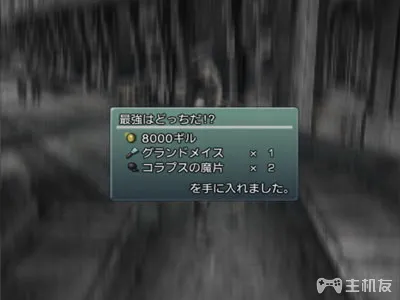 最強はどっちだ!?
8000ギル
グランドメイス × 1
コラプスの魔片 × 2
を手に入れました。
主机友